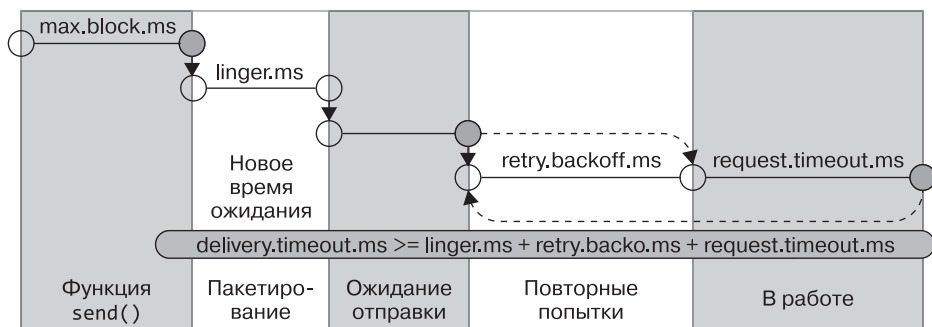 max.block.ms
linger.ms
Новое
время
ожидания
retry.backoff.ms
request.timeout.ms
delivery.timeout.ms >= linger.ms + retry.backo.ms + request.timeout.ms
Функция
send()
Пакетиро-
вание
Ожидание
отправки
Повторные
попытки
В работе